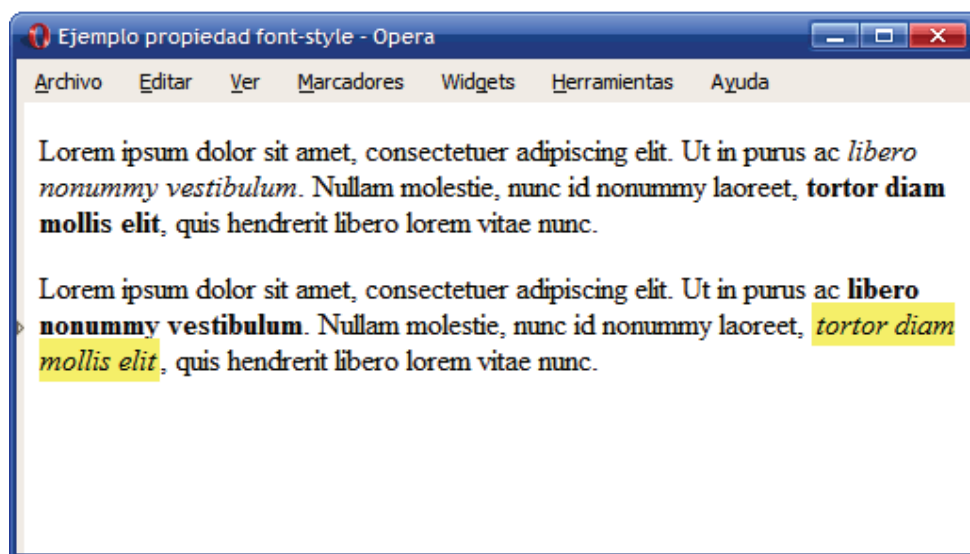 Ejemplo propiedad font-style - Opera
Archivo Editar Ver Marcadores Widgets Herramientas Ayuda
Lorem ipsum dolor sit amet, consectetuer adipiscing elit. Ut in purus ac libero
nonummy vestibulum. Nullam molestie, nunc id nonummy laoreet, tortor diam
mollis elit, quis hendrerit libero lorem vitae nunc.
Lorem ipsum dolor sit amet, consectetuer adipiscing elit. Ut in purus ac libero
nonummy vestibulum. Nullam molestie, nunc id nonummy laoreet, tortor diam
mollis elit, quis hendrerit libero lorem vitae nunc.